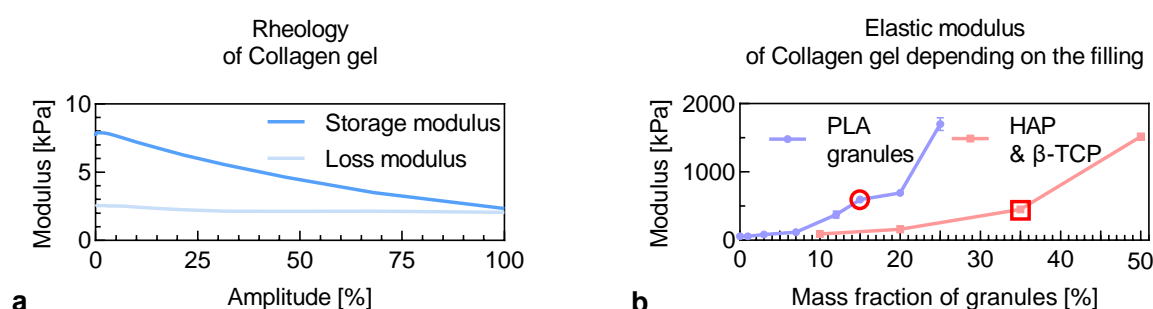 Rheology
of Collagen gel
Modulus [kPa]
10
5
0
Storage modulus
Loss modulus
0 25 50 75 100
Amplitude [%]
a
Elastic modulus
of Collagen gel depending on the filling
Modulus [kPa]
2000
1000
0
PLA
granules
HAP
& β-TCP
0 10 20 30 40 50
Mass fraction of granules [%]
b